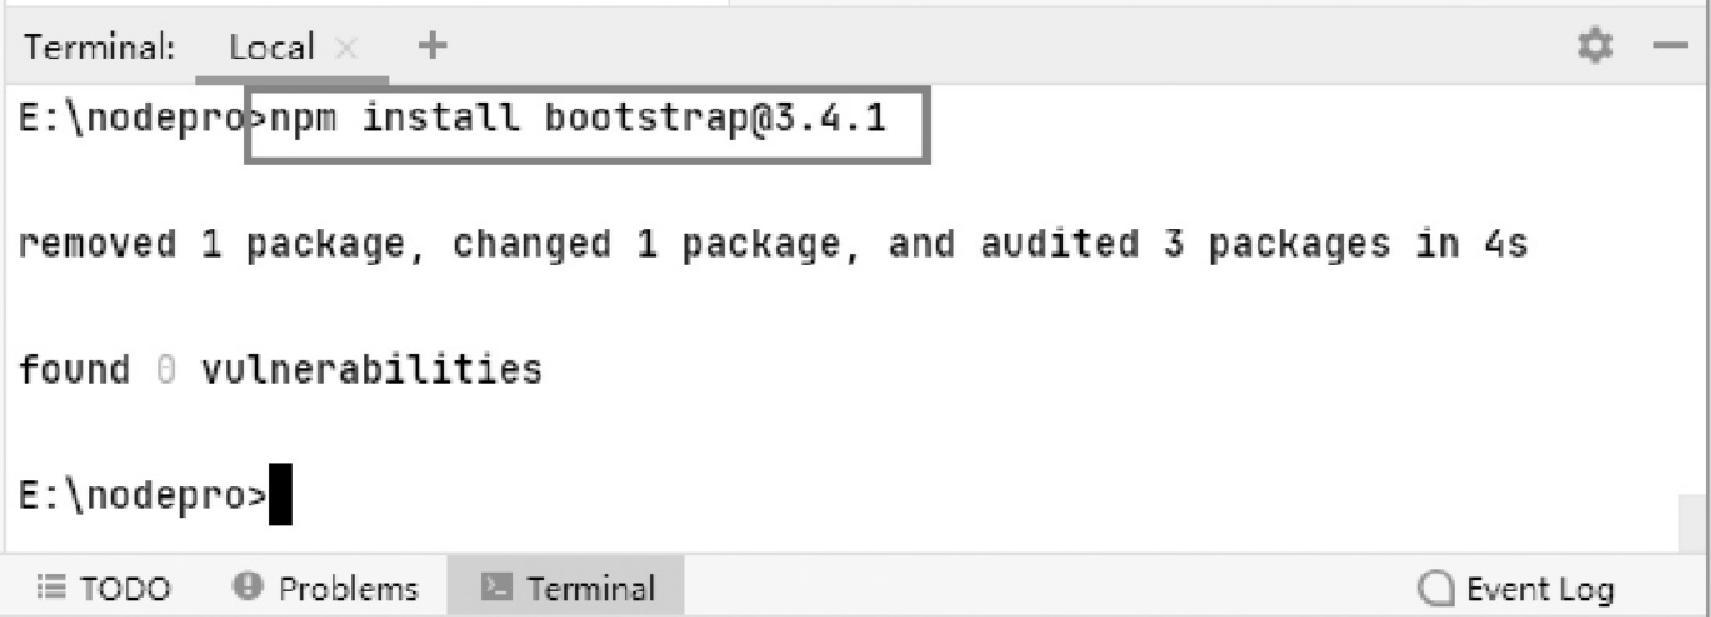 Terminal: Local × +
E:\nodepro>npm install bootstrap@3.4.1
removed 1 package, changed 1 package, and audited 3 packages in 4s
found 0 vulnerabilities
E:\nodepro>
TODO Problems Terminal Event Log